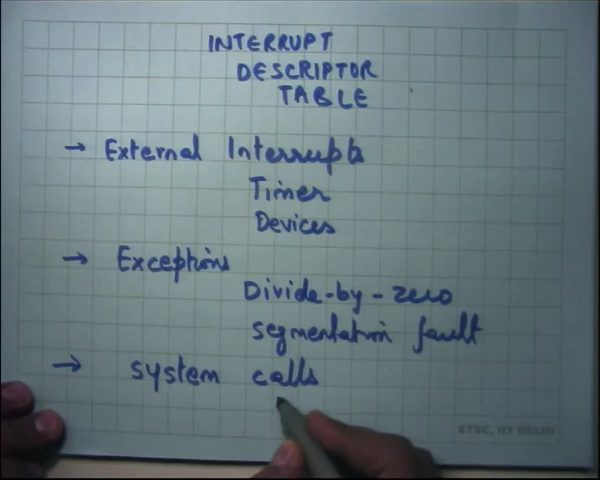 INTERRUPT
DESCRIPTOR
TABLE
→ External Interrupts
Timer
Devices
→ Exceptions
Divide-by-zero
segmentation fault
→ system calls
ETSC, IIT DELHI